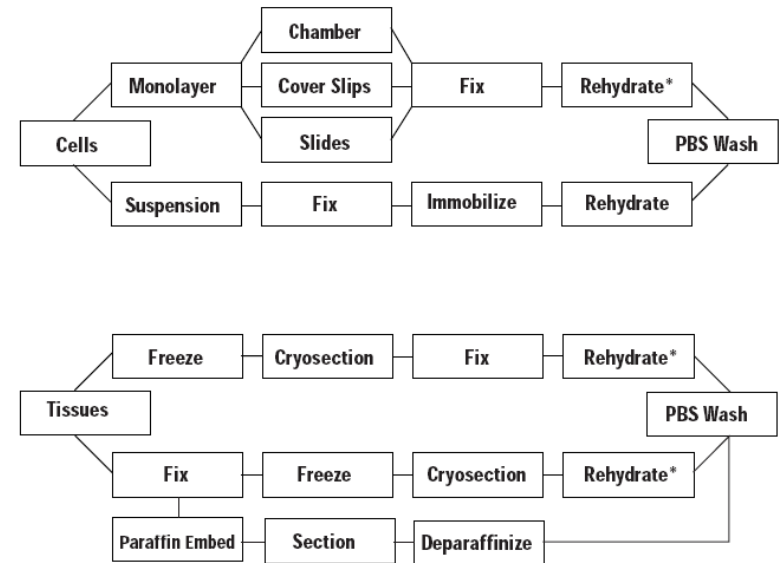 Chamber
Monolayer
Cover Slips
Fix
Rehydrate*
Cells
Slides
PBS Wash
Suspension
Fix
Immobilize
Rehydrate
Freeze
Cryosection
Fix
Rehydrate*
Tissues
PBS Wash
Fix
Freeze
Cryosection
Rehydrate*
Paraffin Embed
Section
Deparaffinize